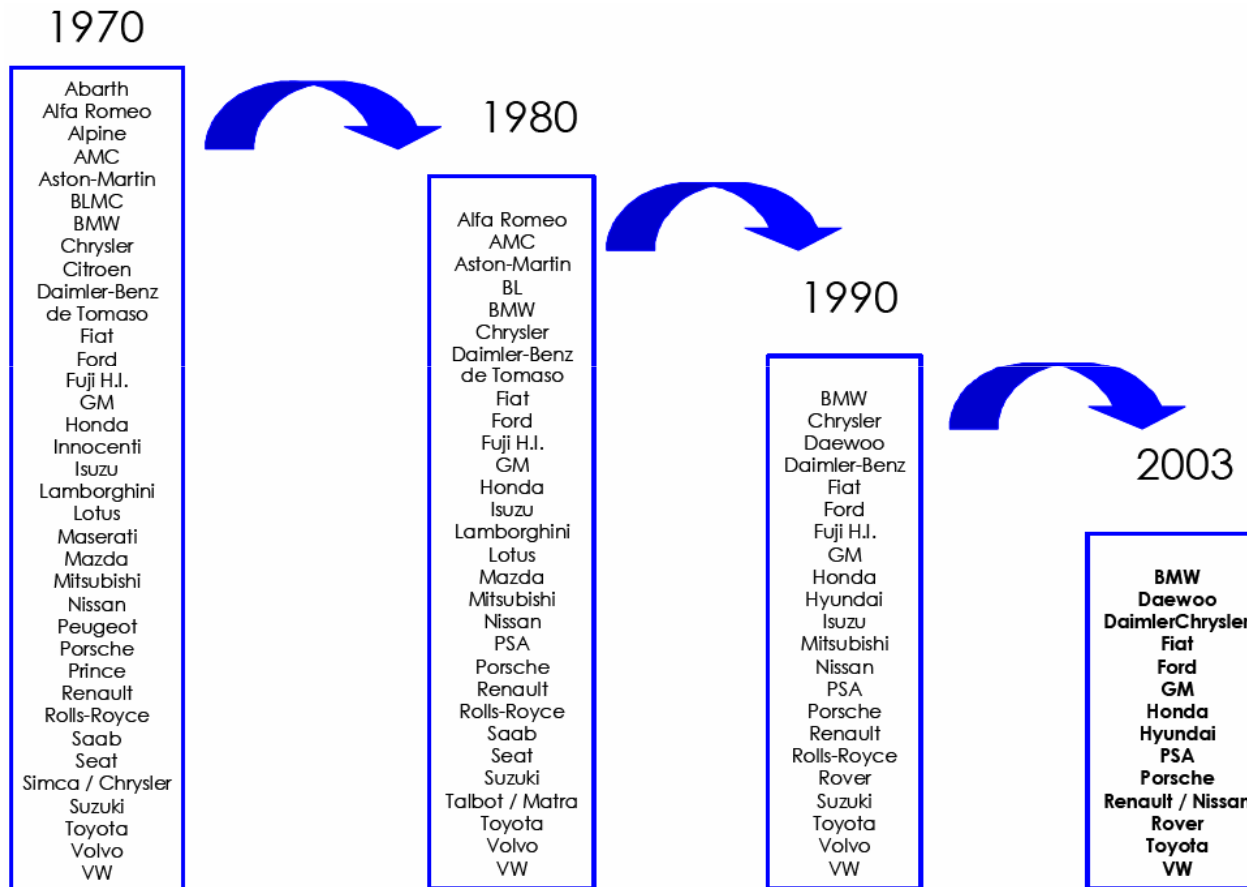 1970
Abarth
Alfa Romeo
Alpine
AMC
Aston-Martin
BLMC
BMW
Chrysler
Citroen
Daimler-Benz
de Tomaso
Fiat
Ford
Fuji H.I.
GM
Honda
Innocenti
Isuzu
Lamborghini
Lotus
Maserati
Mazda
Mitsubishi
Nissan
Peugeot
Porsche
Prince
Renault
Rolls-Royce
Saab
Seat
Simca / Chrysler
Suzuki
Toyota
Volvo
VW
1980
Alfa Romeo
AMC
Aston-Martin
BL
BMW
Chrysler
Daimler-Benz
de Tomaso
Fiat
Ford
Fuji H.I.
GM
Honda
Isuzu
Lamborghini
Lotus
Mazda
Mitsubishi
Nissan
PSA
Porsche
Renault
Rolls-Royce
Saab
Seat
Suzuki
Talbot / Matra
Toyota
Volvo
VW
1990
BMW
Chrysler
Daewoo
Daimler-Benz
Fiat
Ford
Fuji H.I.
GM
Honda
Hyundai
Isuzu
Mitsubishi
Nissan
PSA
Porsche
Renault
Rolls-Royce
Rover
Suzuki
Toyota
Volvo
VW
2003
BMW
Daewoo
DaimlerChrysler
Fiat
Ford
GM
Honda
Hyundai
PSA
Porsche
Renault / Nissan
Rover
Toyota
VW